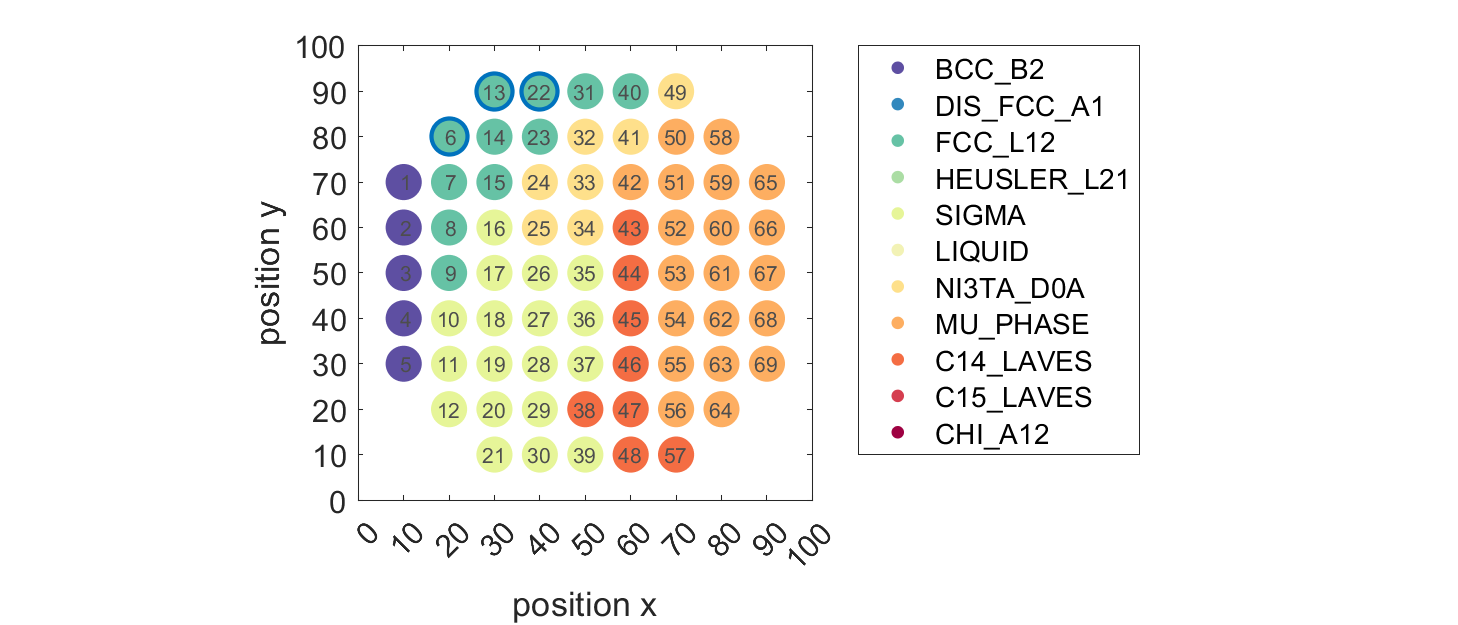 100
90
80
70
60
50
40
30
20
10
0
position y
13 22 31 40 49
6 14 23 32 41 50 58
1 7 15 24 33 42 51 59 65
2 8 16 25 34 43 52 60 66
3 9 17 26 35 44 53 61 67
4 10 18 27 36 45 54 62 68
5 11 19 28 37 46 55 63 69
12 20 29 38 47 56 64
21 30 39 48 57
0 10 20 30 40 50 60 70 80 90 100
position x
BCC_B2
DIS_FCC_A1
FCC_L12
HEUSLER_L21
SIGMA
LIQUID
NI3TA_D0A
MU_PHASE
C14_LAVES
C15_LAVES
CHI_A12